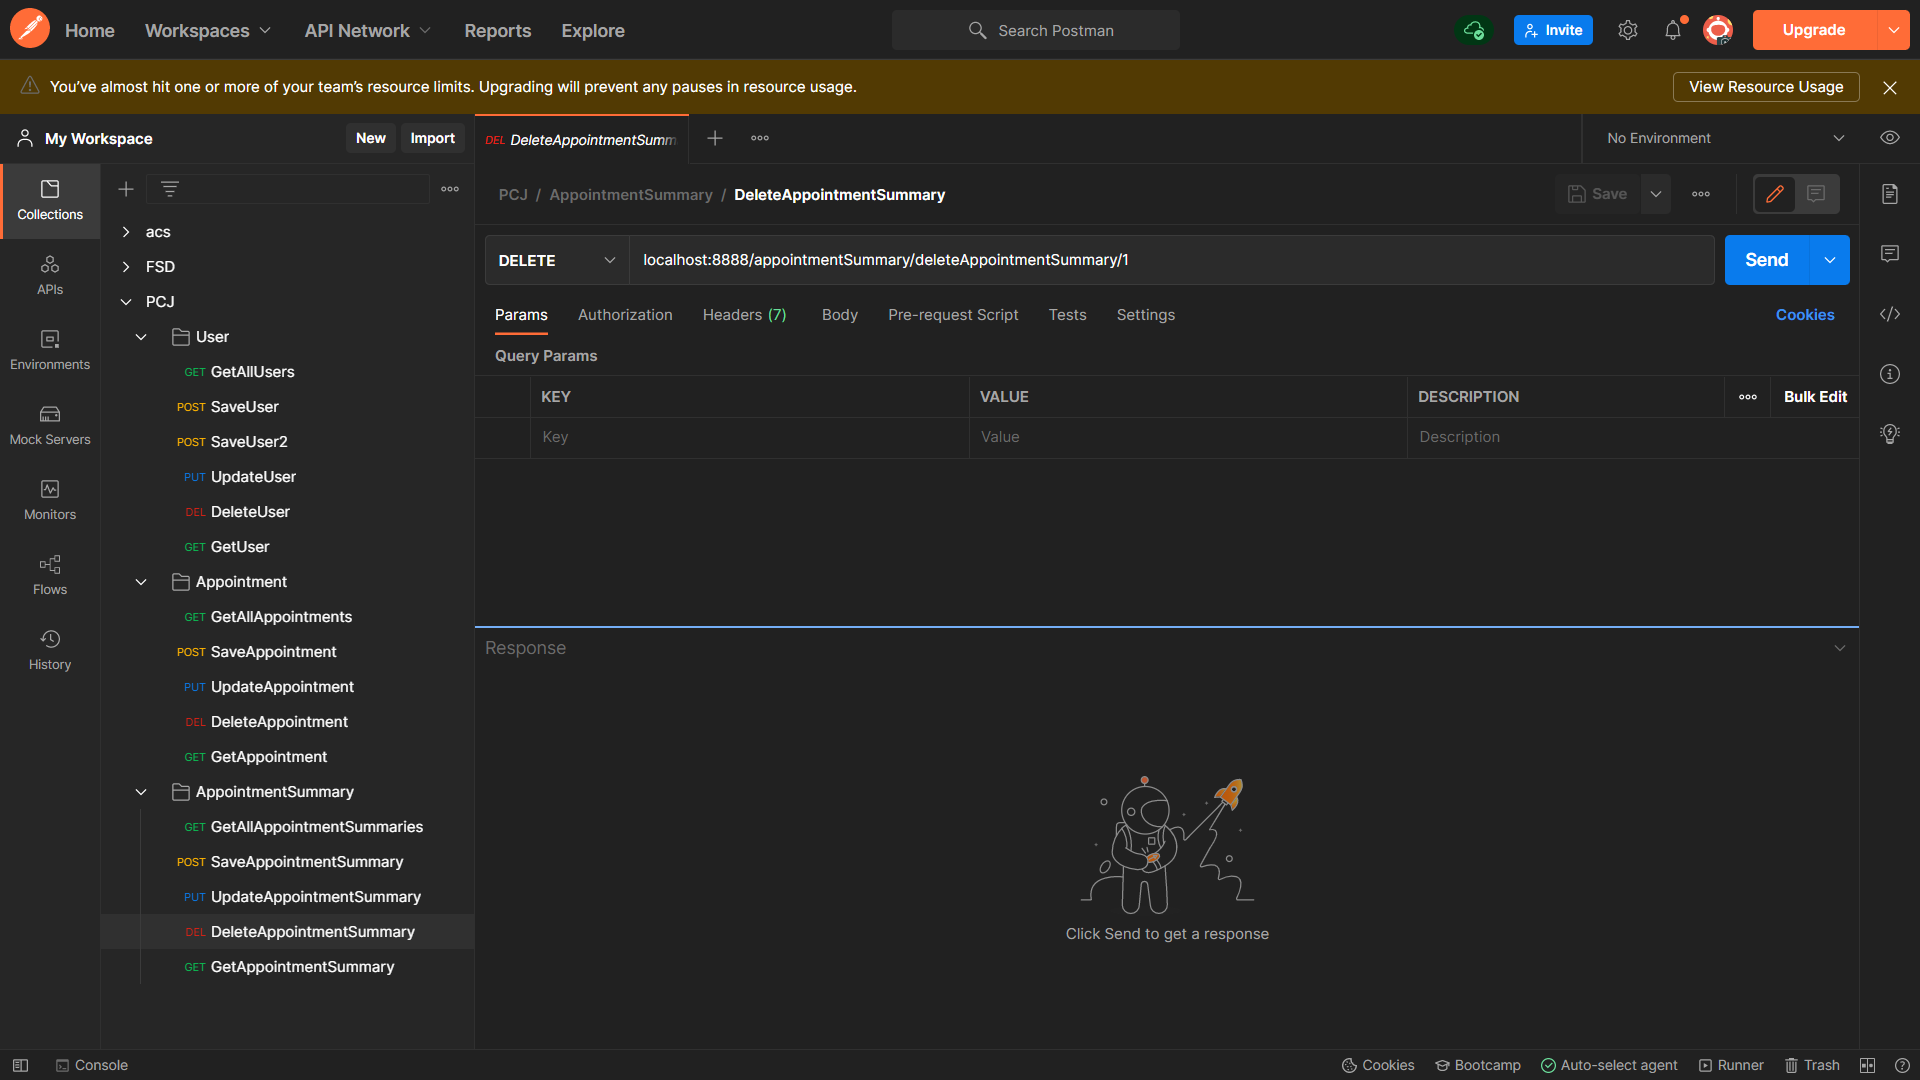 Home Workspaces API Network Reports Explore Search Postman Invite Upgrade
You've almost hit one or more of your team's resource limits. Upgrading will prevent any pauses in resource usage. View Resource Usage
My Workspace New Import DEL DeleteAppointmentSumm No Environment
Collections
APIs
Environments
Mock Servers
Monitors
Flows
History
acs
FSD
PCJ
User
GET GetAllUsers
POST SaveUser
POST SaveUser2
PUT UpdateUser
DEL DeleteUser
GET GetUser
Appointment
GET GetAllAppointments
POST SaveAppointment
PUT UpdateAppointment
DEL DeleteAppointment
GET GetAppointment
AppointmentSummary
GET GetAllAppointmentSummaries
POST SaveAppointmentSummary
PUT UpdateAppointmentSummary
DEL DeleteAppointmentSummary
GET GetAppointmentSummary
PCJ / AppointmentSummary / DeleteAppointmentSummary Save
DELETE localhost:8888/appointmentSummary/deleteAppointmentSummary/1 Send
Params Authorization Headers (7) Body Pre-request Script Tests Settings Cookies
Query Params
KEY VALUE DESCRIPTION Bulk Edit
Key Value Description
Response
Click Send to get a response
Console Cookies Bootcamp Auto-select agent Runner Trash